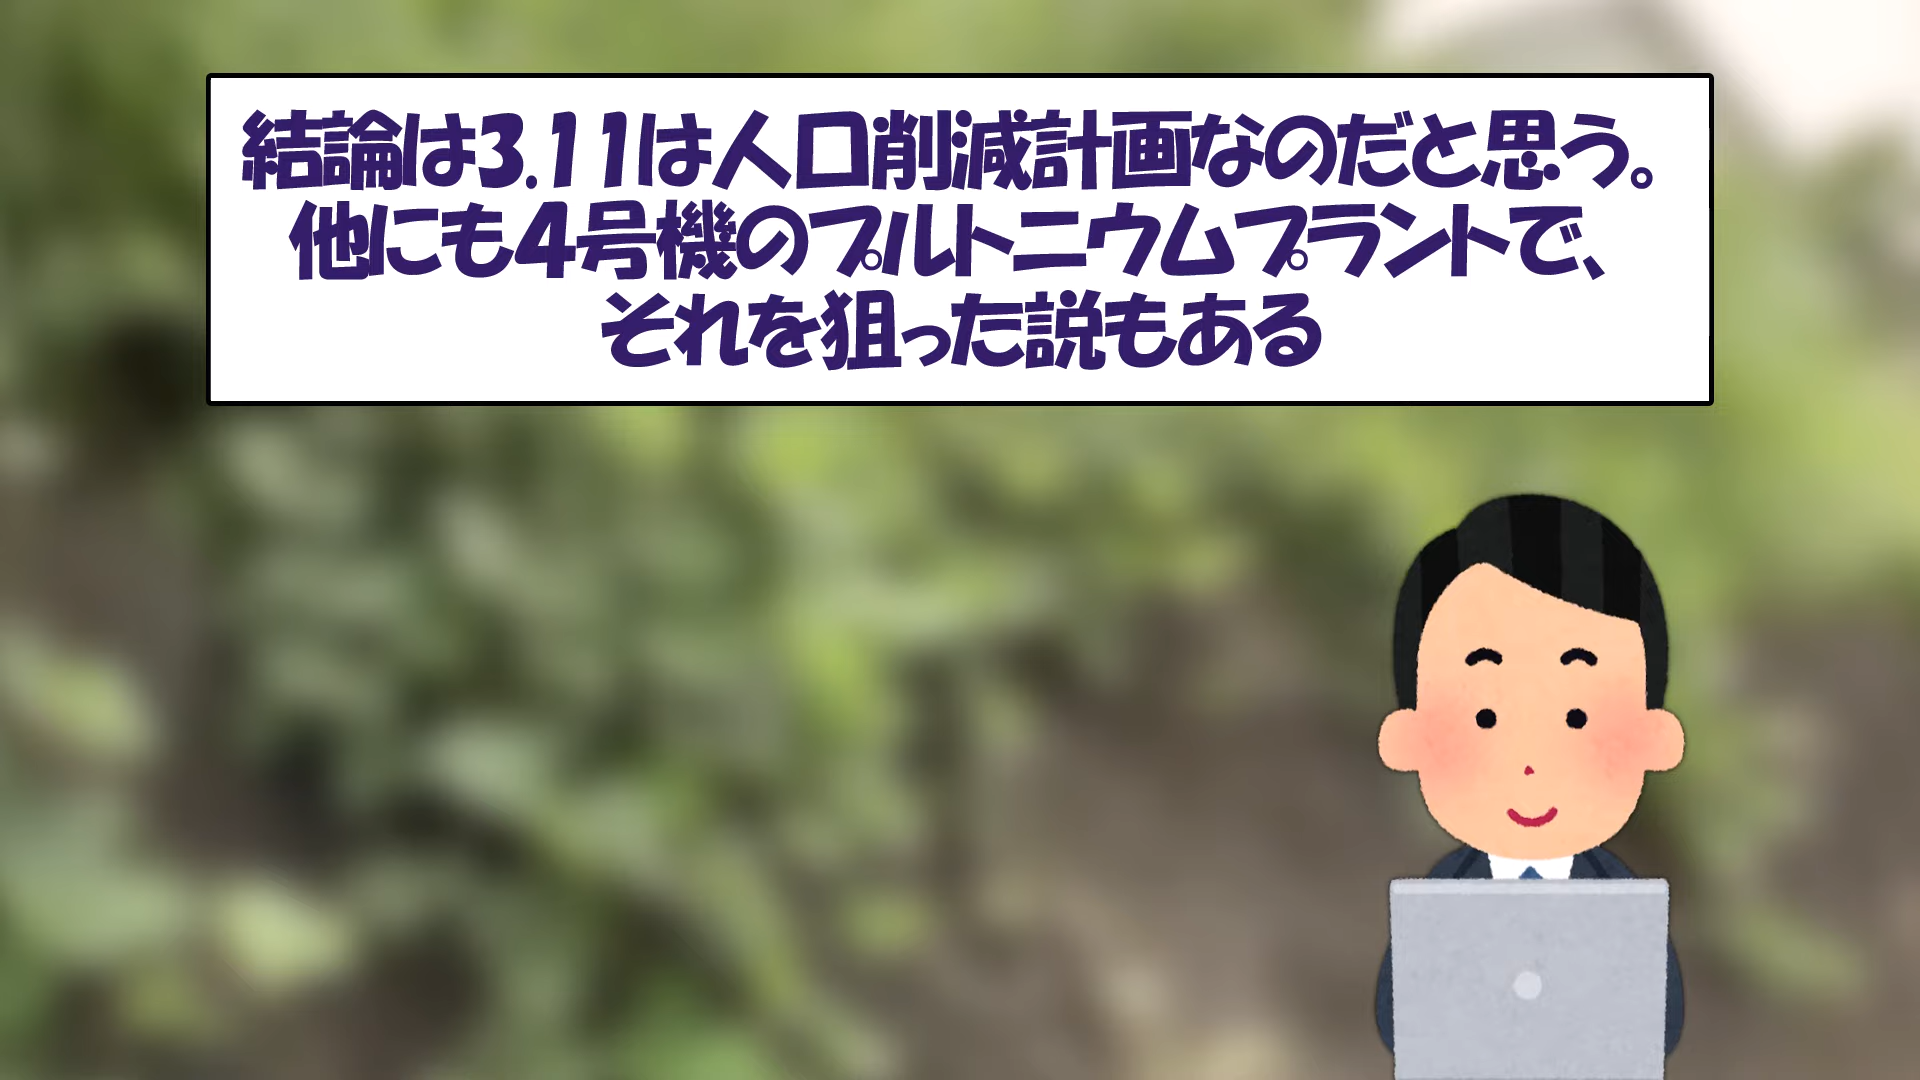 結論は3.11は人口削減計画なのだと思う。
他にも４号機のプルトニウムプラントで、
それを狙った説もある